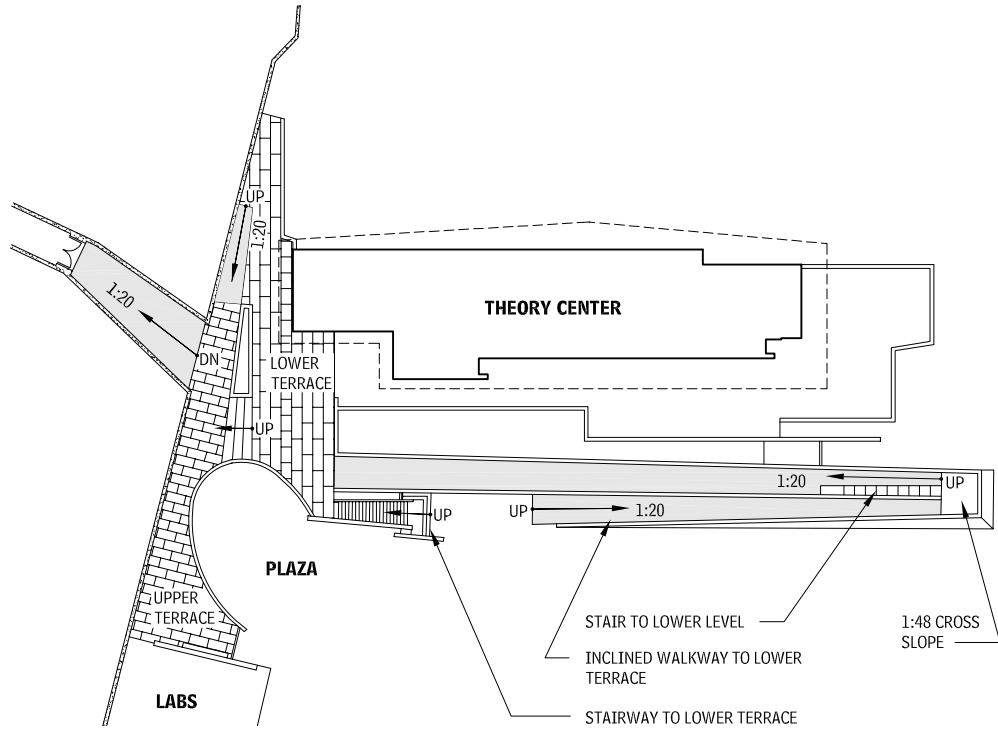 UP
1:20
1:20
THEORY CENTER
DN
LOWER
TERRACE
UP
1:20
UP
UP
UP
1:20
PLAZA
UPPER
TERRACE
STAIR TO LOWER LEVEL
1:48 CROSS
SLOPE
INCLINED WALKWAY TO LOWER
TERRACE
LABS
STAIRWAY TO LOWER TERRACE